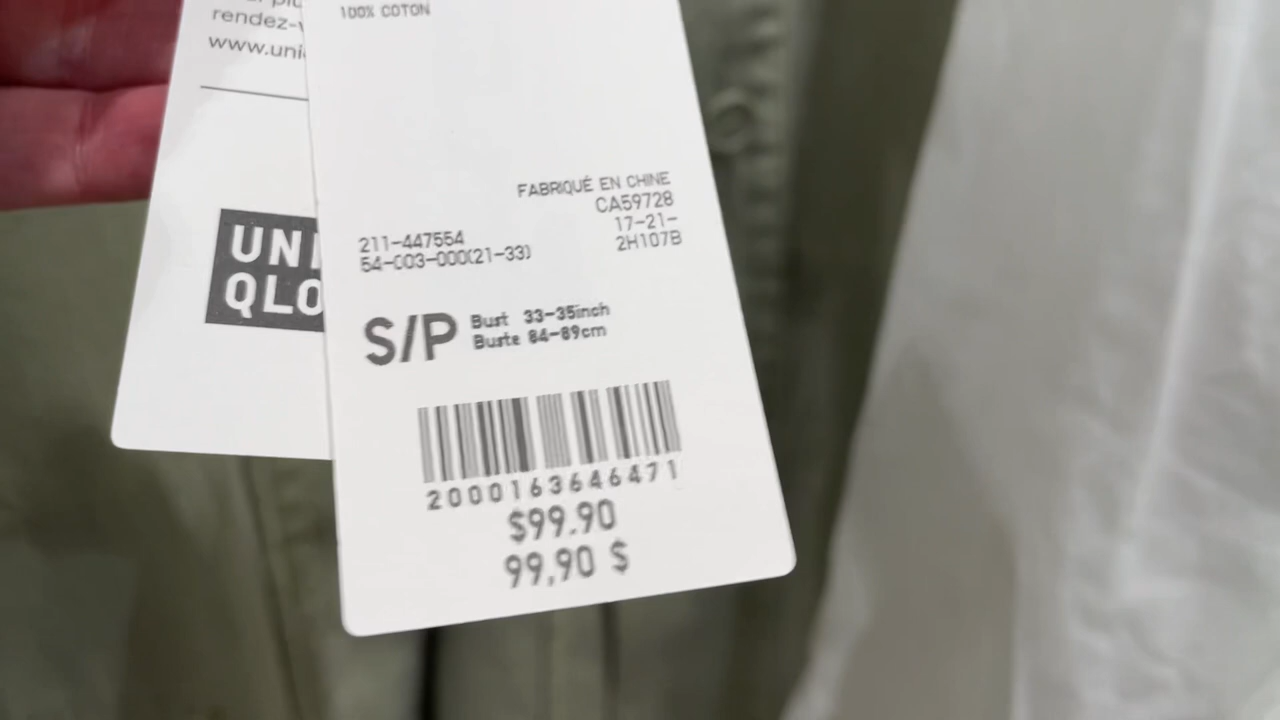 rendez-
www.uni
UNI
QLO
100% COTON
FABRIQUÉ EN CHINE
CA59728
17-21-
2H107B
211-447554
54-003-000(21-33)
S/P
Bust 33-35inch
Buste 84-89cm
2000163646471
$99.90
99,90 $